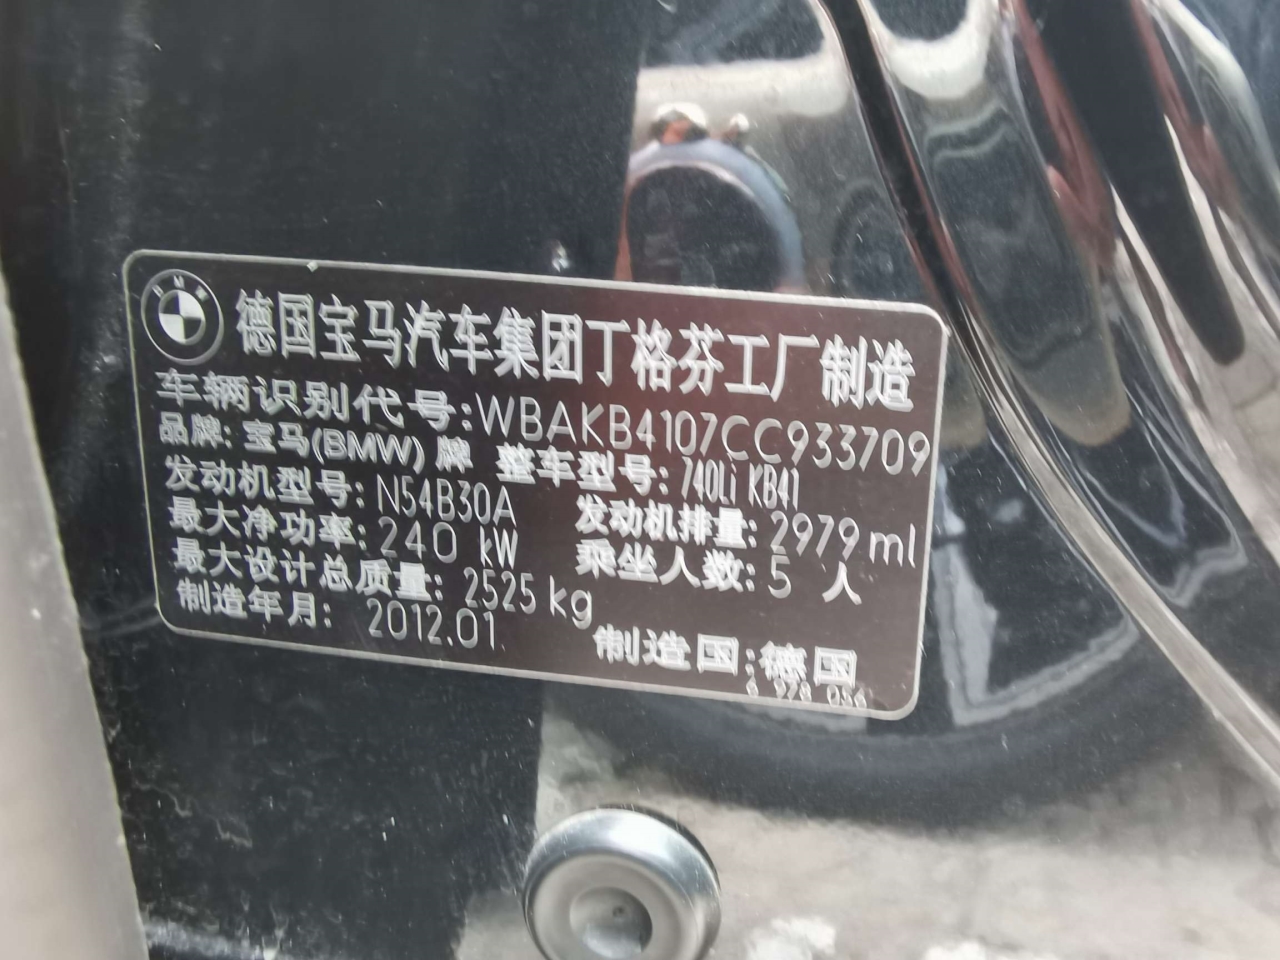 BMW
德国宝马汽车集团丁格芬工厂制造
车辆识别代号:WBAKB4107CC933709
品牌:宝马(BMW)牌 整车型号:740Li KB41
发动机型号:N54B30A 发动机排量:2979 ml
最大净功率:240 kW 乘坐人数:5 人
最大设计总质量:2525 kg
制造年月:2012.01 制造国:德国